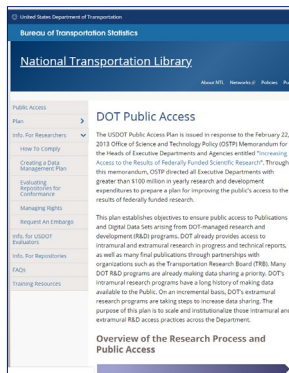 United States Department of Transportation
Bureau of Transportation Statistics
National Transportation Library
About NTL Networks Policies
Public Access
Plan
Info. For Researchers
How To Comply
Creating a Data
Management Plan
Evaluating
Repositories for
Conformance
Managing Rights
Request An Embargo
Info. for USDOT
Evaluators
Info. For Repositories
FAQs
Training Resources
DOT Public Access
The USDOT Public Access Plan is issued in response to the February 22,
2013 Office of Science and Technology Policy (OSTP) Memorandum for
the Heads of Executive Departments and Agencies entitled "Increasing
Access to the Results of Federally Funded Scientific Research". Through
this memorandum, OSTP directed all Executive Departments with
greater than $100 million in yearly research and development
expenditures to prepare a plan for improving the public's access to the
results of federally funded research.
This plan establishes objectives to ensure public access to Publications
and Digital Data Sets arising from DOT-managed research and
development (R&D) programs. DOT already provides access to
intramural and extramural research in progress and technical reports,
as well as many final publications through partnerships with
organizations such as the Transportation Research Board (TRB). Many
DOT R&D programs are already making data sharing a priority. DOT's
intramural research programs have a long history of making data
available to the Public. On an incremental basis, DOT's extramural
research programs are taking steps to increase data sharing. The
purpose of this plan is to scale and institutionalize those intramural and
extramural R&D access practices across the Department.
Overview of the Research Process and
Public Access